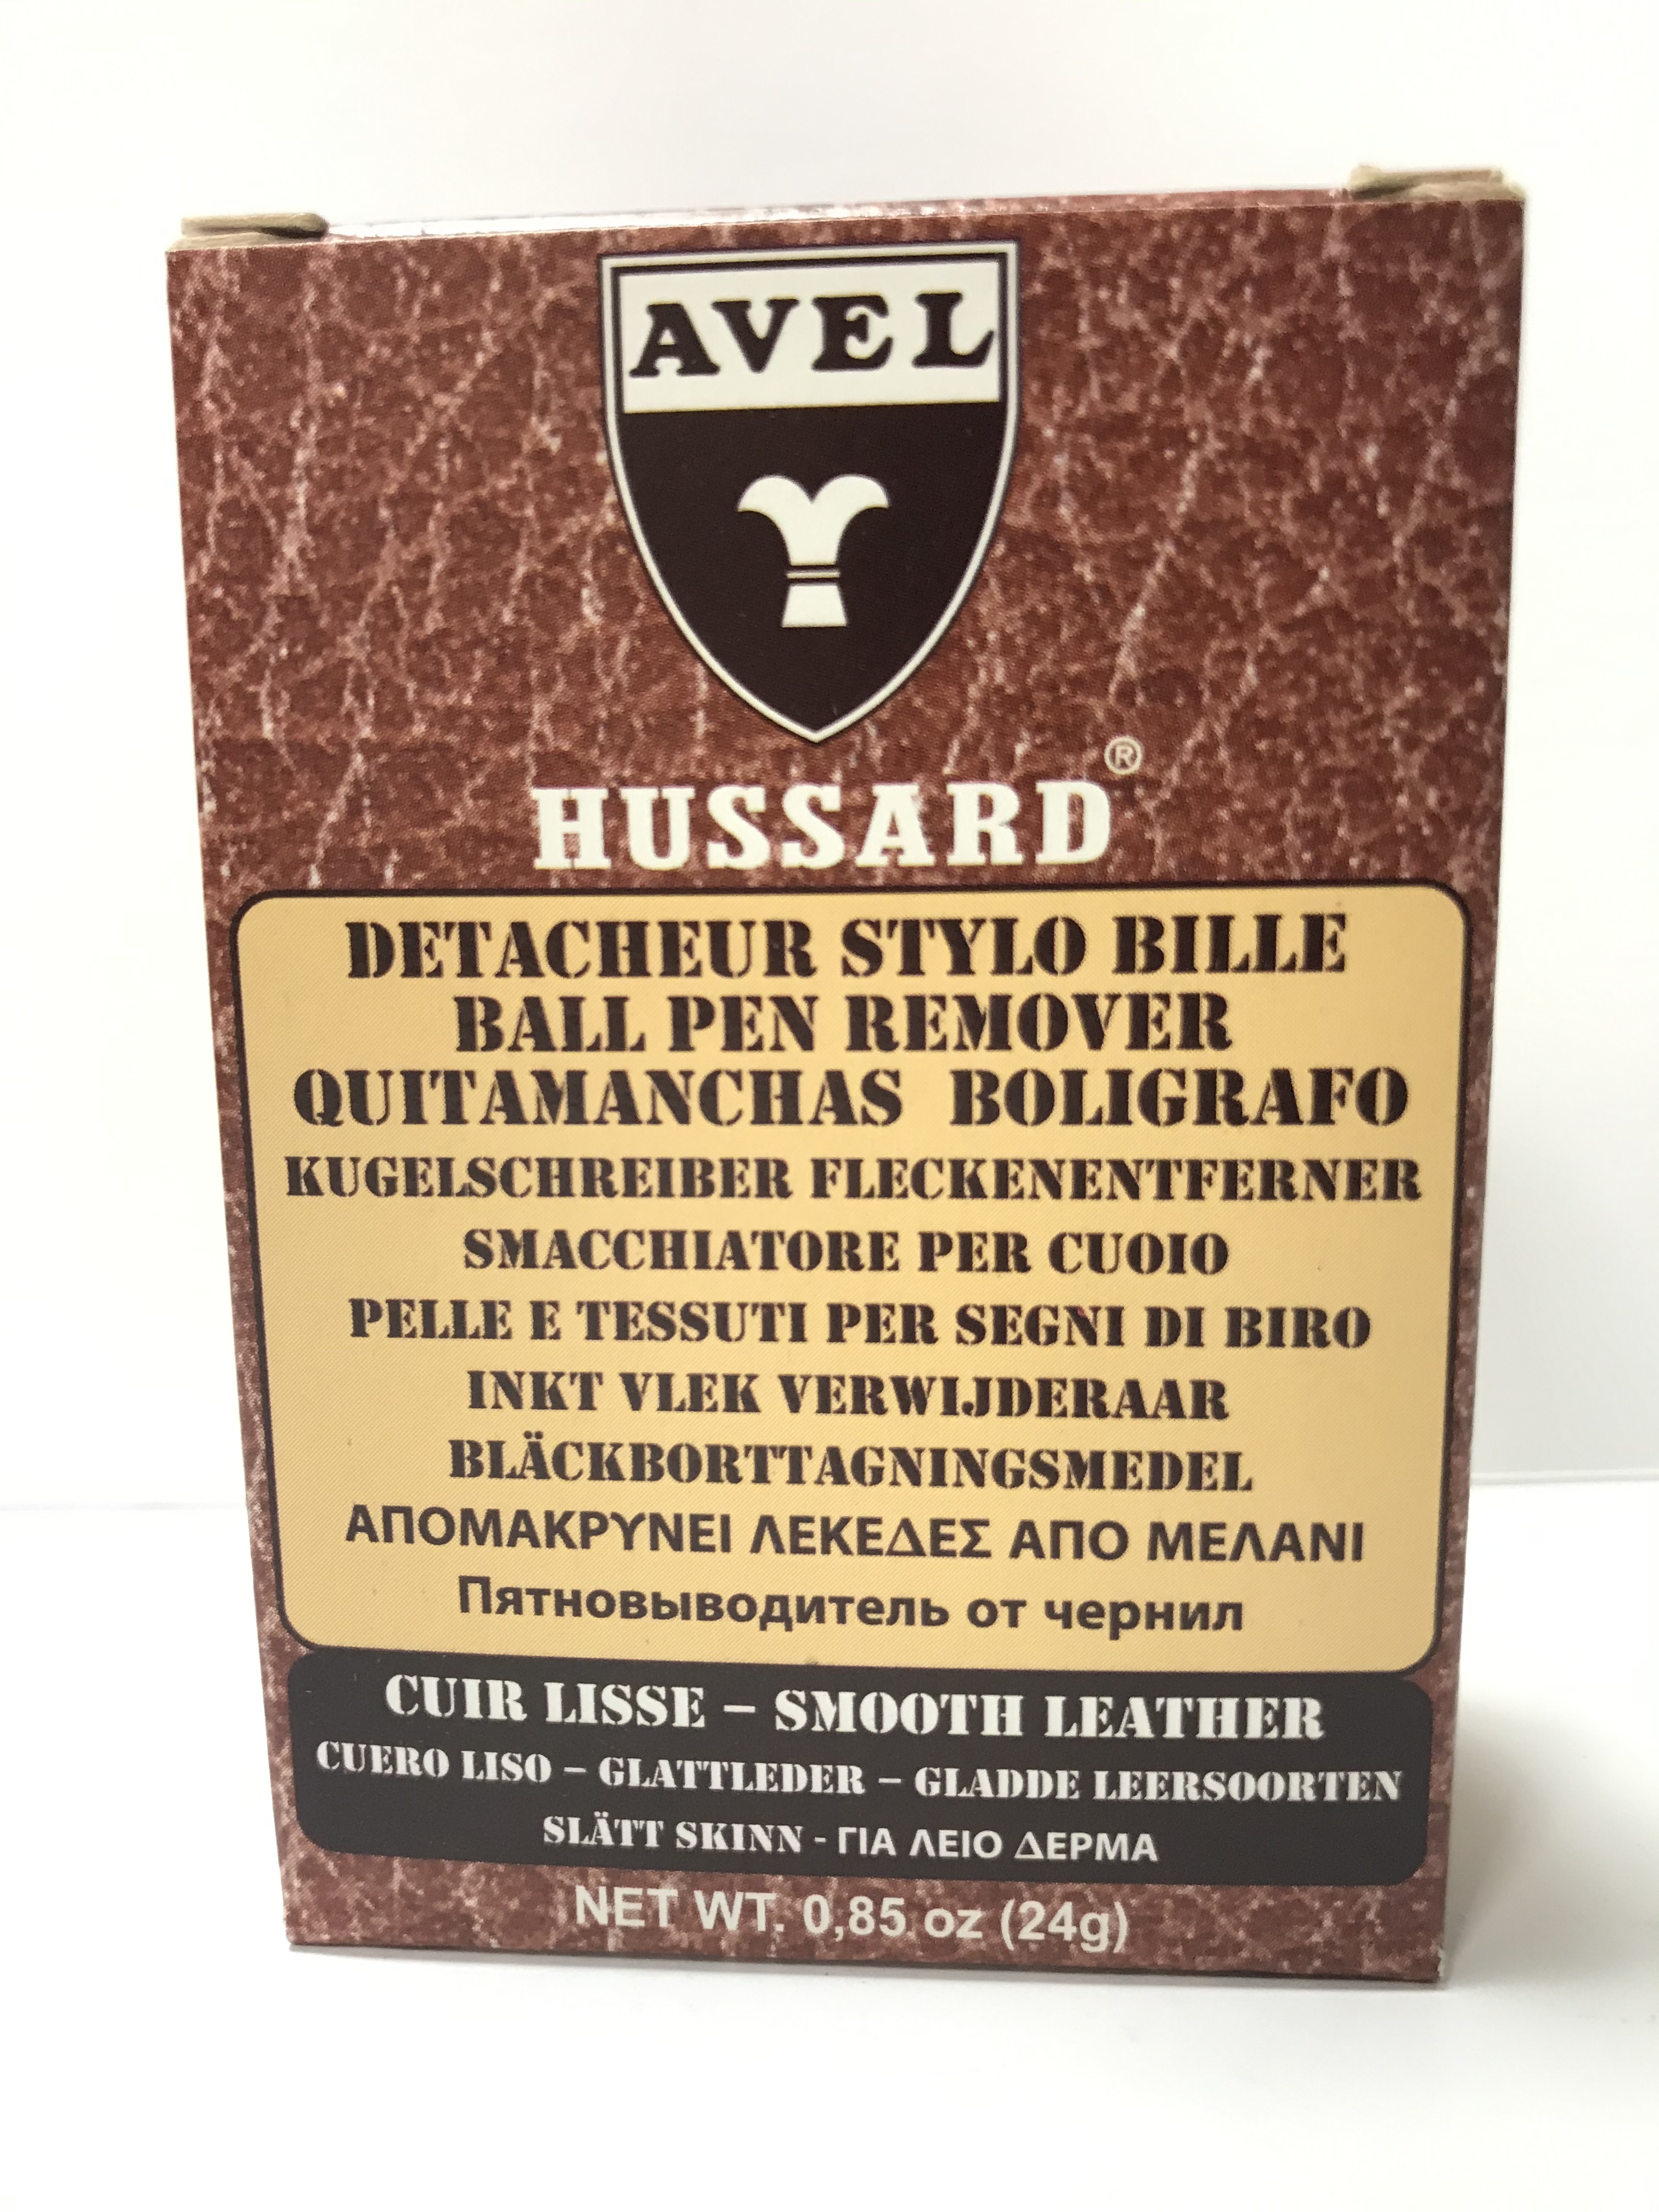 AVEL
HUSSARD®
DETACHEUR STYLO BILLE
BALL PEN REMOVER
QUITAMANCHAS BOLIGRAFO
KUGELSCHREIBER FLECKENENTFERNER
SMACCHIATORE PER CUOIO
PELLE E TESSUTI PER SEGNI DI BIRO
INKT VLEK VERWIJDERAAR
BLÄCKBORTTAGNINGSMEDEL
ΑΠΟΜΑΚΡΥΝΕΙ ΛΕΚΕΔΕΣ ΑΠΟ ΜΕΛΑΝΙ
Пятновыводитель от чернил
CUIR LISSE – SMOOTH LEATHER
CUERO LISO – GLATTLEDER – GLADDE LEERSOORTEN
SLÄTT SKINN - ΓΙΑ ΛΕΙΟ ΔΕΡΜΑ
NET WT. 0,85 oz (24g)